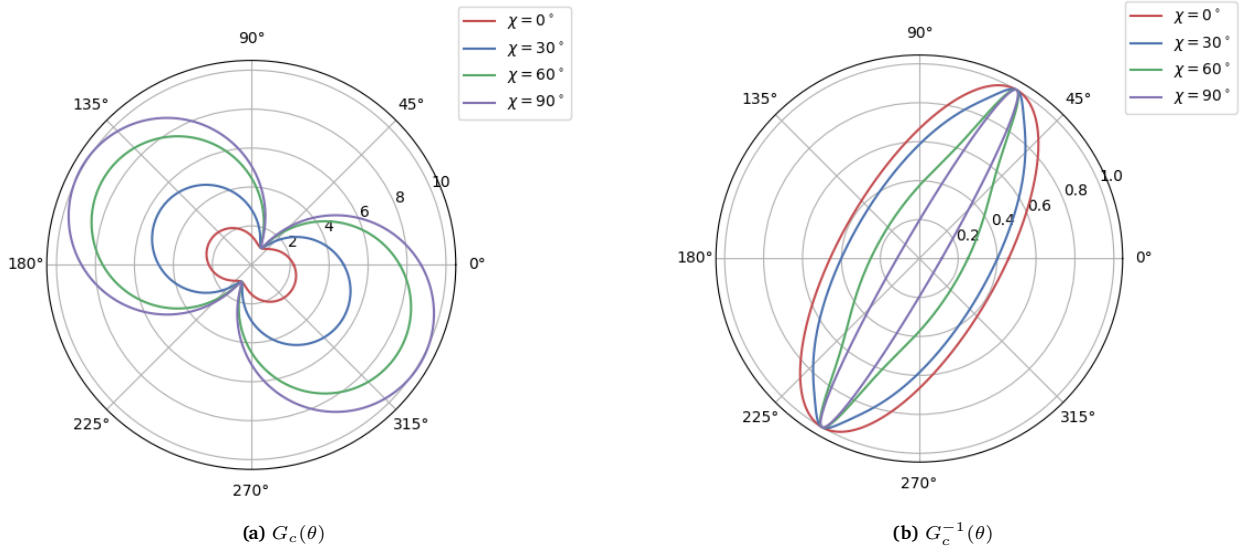 χ = 0°
χ = 30°
χ = 60°
χ = 90°
90°
135°
45°
10
8
6
4
2
180°
0°
225°
315°
270°
(a) G_c(θ)
χ = 0°
χ = 30°
χ = 60°
χ = 90°
90°
135°
45°
1.0
0.8
0.6
0.4
0.2
180°
0°
225°
315°
270°
(b) G_c^{-1}(θ)